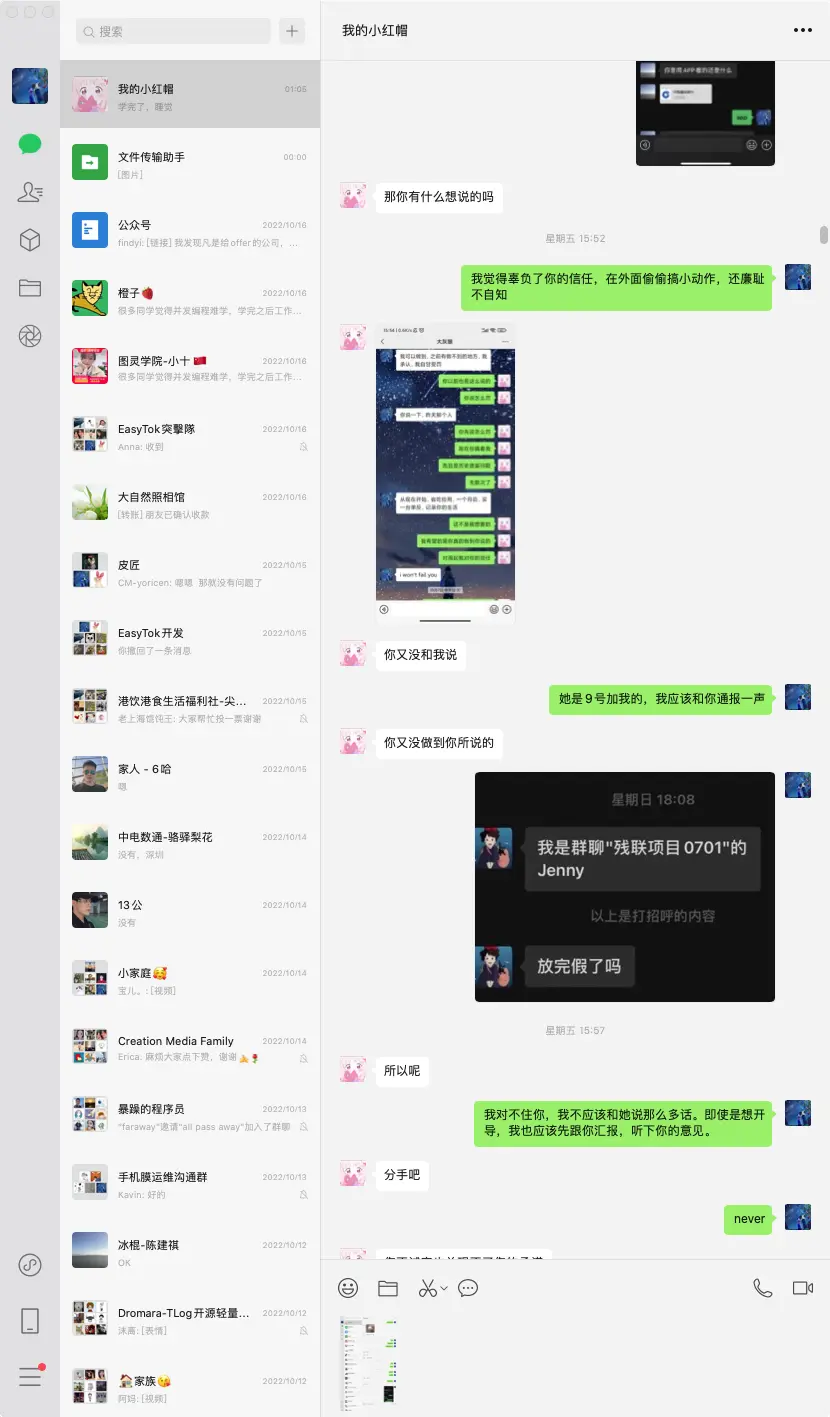 搜索
我的小红帽
01:05
学完了，睡觉
文件传输助手
00:00
[图片]
公众号
2022/10/16
findyi: [链接] 我发现凡是给offer的公司，...
橙子🍓
2022/10/16
很多同学觉得并发编程难学，学完之后工作...
图灵学院-小十🇨🇳
2022/10/16
很多同学觉得并发编程难学，学完之后工作...
EasyTok突擊隊
2022/10/16
Anna: 收到
大自然照相馆
2022/10/16
[转账] 朋友已确认收款
皮匠
2022/10/15
CM-yoricen: 嗯嗯 那就没有问题了
EasyTok开发
2022/10/15
你撤回了一条消息
港饮港食生活福利社-尖...
2022/10/15
老上海馄饨王: 大家帮忙投一票谢谢
家人 - 6哈
2022/10/15
嗯
中电数通-骆驿梨花
2022/10/14
没有，深圳
13公
2022/10/14
没有
小家庭🥰
2022/10/14
宝儿。: [视频]
Creation Media Family
2022/10/14
Erica: 麻烦大家点下赞，谢谢🙏🌹
暴躁的程序员
2022/10/13
"faraway"邀请"all pass away"加入了群聊
手机膜运维沟通群
2022/10/13
Kavin: 好的
冰棍-陈建祺
2022/10/12
OK
Dromara-TLog开源轻量...
2022/10/12
沫离: [表情]
🏠家族😘
2022/10/12
阿妈: [视频]
我的小红帽
那你有什么想说的吗
星期五 15:52
我觉得辜负了你的信任，在外面偷偷搞小动作，还廉耻
不自知
大灰狼
i won't fail you
你又没和我说
她是9号加我的，我应该和你通报一声
你又没做到你所说的
星期日 18:08
我是群聊"残联项目0701"的
Jenny
以上是打招呼的内容
放完假了吗
星期五 15:57
所以呢
我对不住你，我不应该和她说那么多话。即使是想开
导，我也应该先跟你汇报，听下你的意见。
分手吧
never